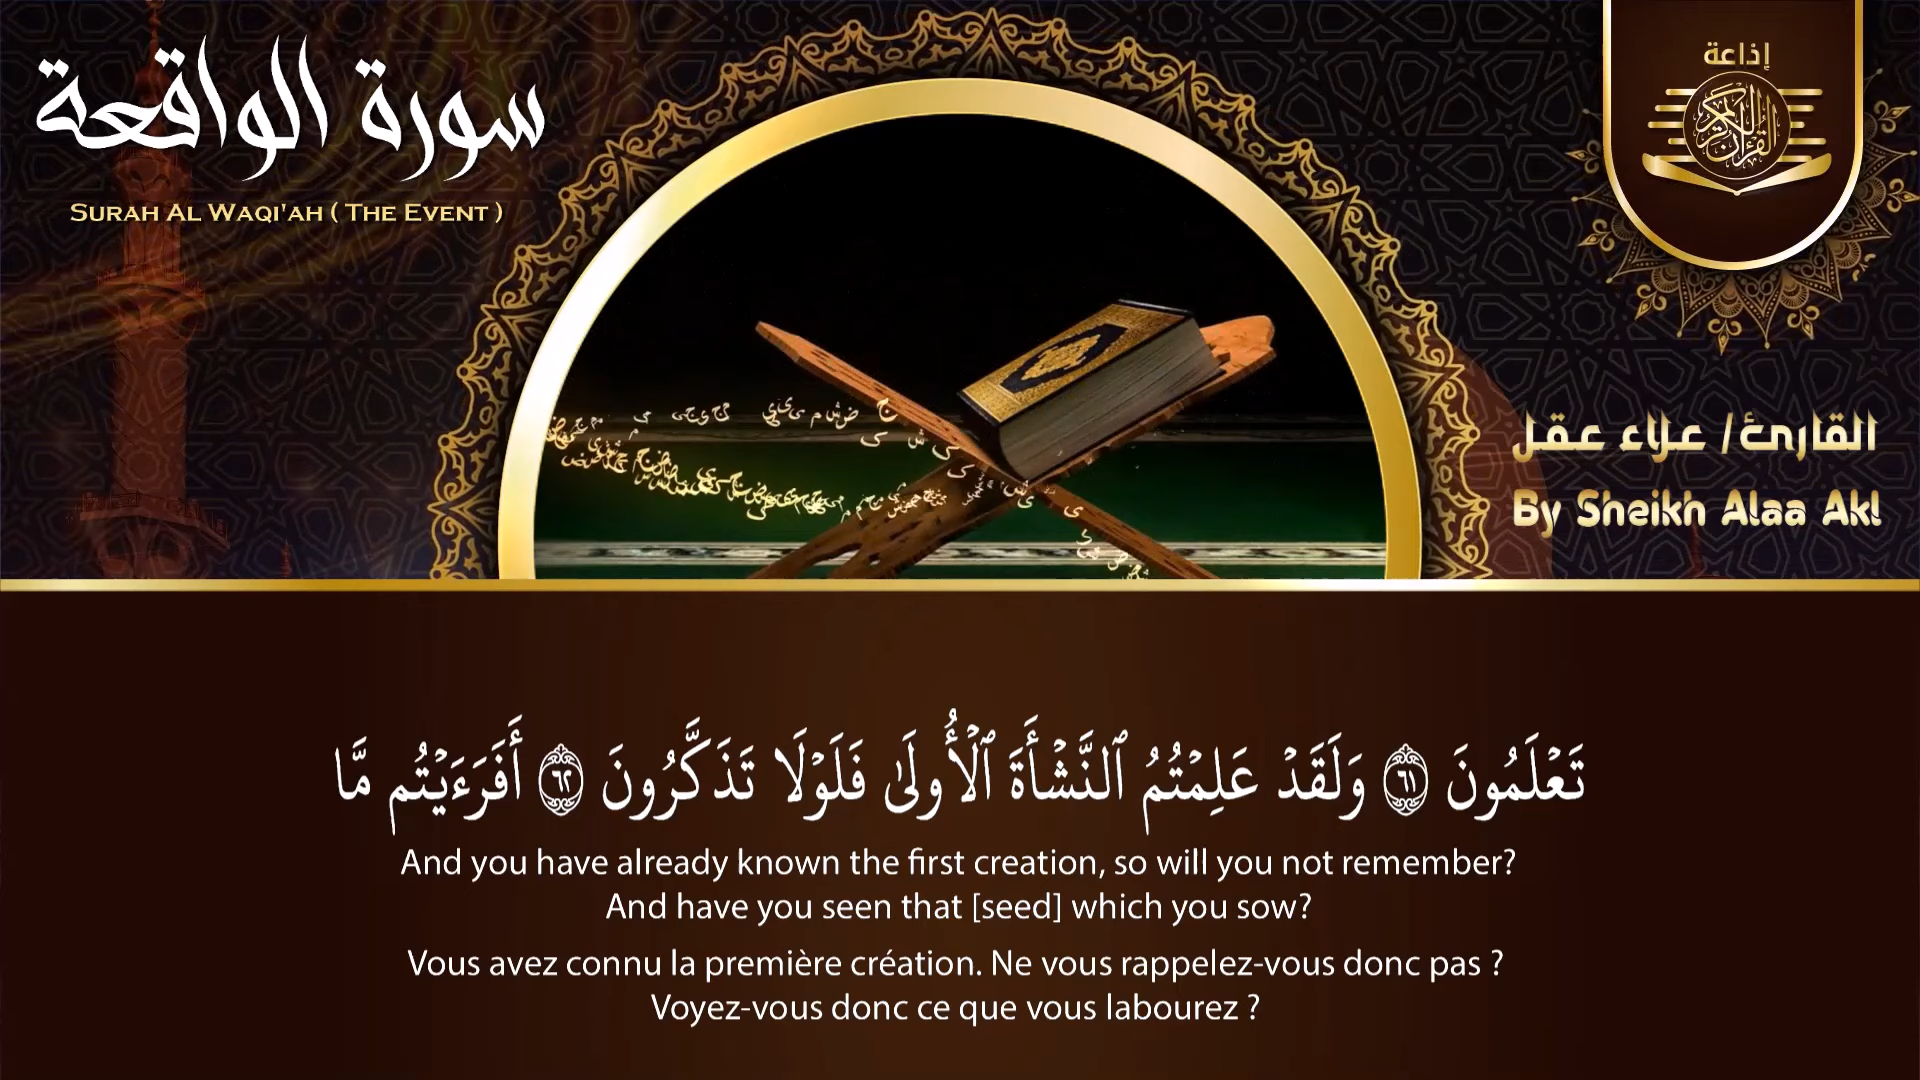 سورة الواقعة
SURAH AL WAQI'AH ( THE EVENT )
إذاعة
القرآن الكريم
القارئ / علاء عقل
By Sheikh Alaa Akl
تَعۡلَمُونَ ٦١ وَلَقَدۡ عَلِمۡتُمُ ٱلنَّشۡأَةَ ٱلۡأُولَىٰ فَلَوۡلَا تَذَكَّرُونَ ٦٢ أَفَرَءَيۡتُم مَّا
And you have already known the first creation, so will you not remember?
And have you seen that [seed] which you sow?
Vous avez connu la première création. Ne vous rappelez-vous donc pas ?
Voyez-vous donc ce que vous labourez ?